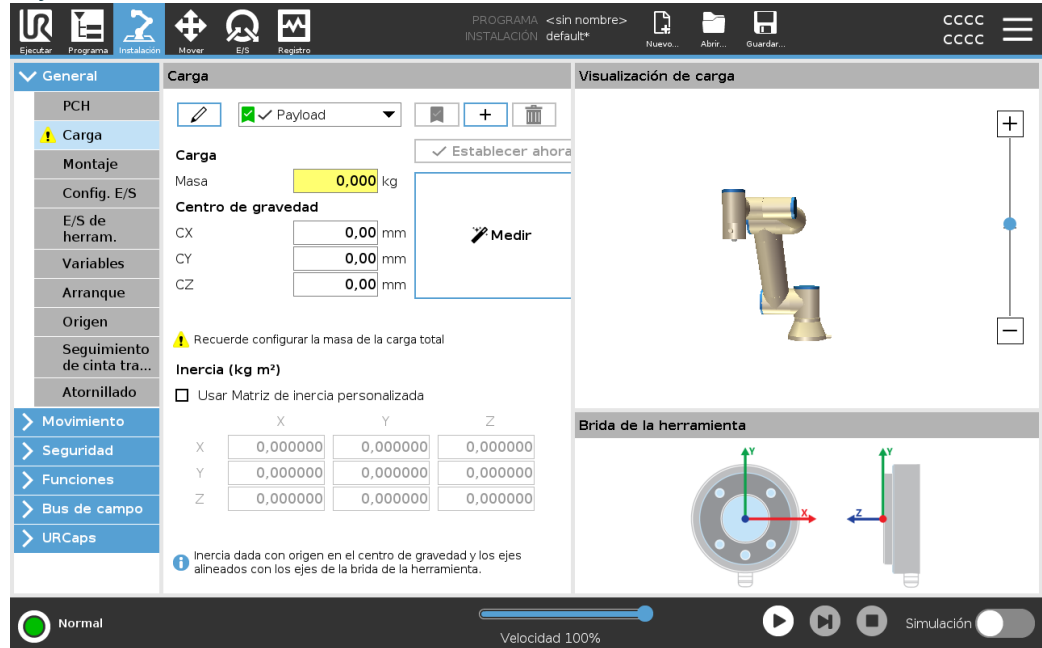 UR
Ejecutar
Programa
Instalación
Mover
E/S
Registro
PROGRAMA <sin nombre>
INSTALACIÓN default*
Nuevo...
Abrir...
Guardar...
CCCC
CCCC
General
PCH
Carga
Montaje
Config. E/S
E/S de
herram.
Variables
Arranque
Origen
Seguimiento
de cinta tra...
Atornillado
Movimiento
Seguridad
Funciones
Bus de campo
URCaps
Carga
Payload
+
Establecer ahora
Carga
Masa 0,000 kg
Centro de gravedad
CX 0,00 mm
CY 0,00 mm
CZ 0,00 mm
Medir
Recuerde configurar la masa de la carga total
Inercia (kg m²)
Usar Matriz de inercia personalizada
X Y Z
X 0,000000 0,000000 0,000000
Y 0,000000 0,000000 0,000000
Z 0,000000 0,000000 0,000000
Inercia dada con origen en el centro de gravedad y los ejes
alineados con los ejes de la brida de la herramienta.
Visualización de carga
+
−
Brida de la herramienta
Y
X
Y
Z
Normal
Velocidad 100%
Simulación